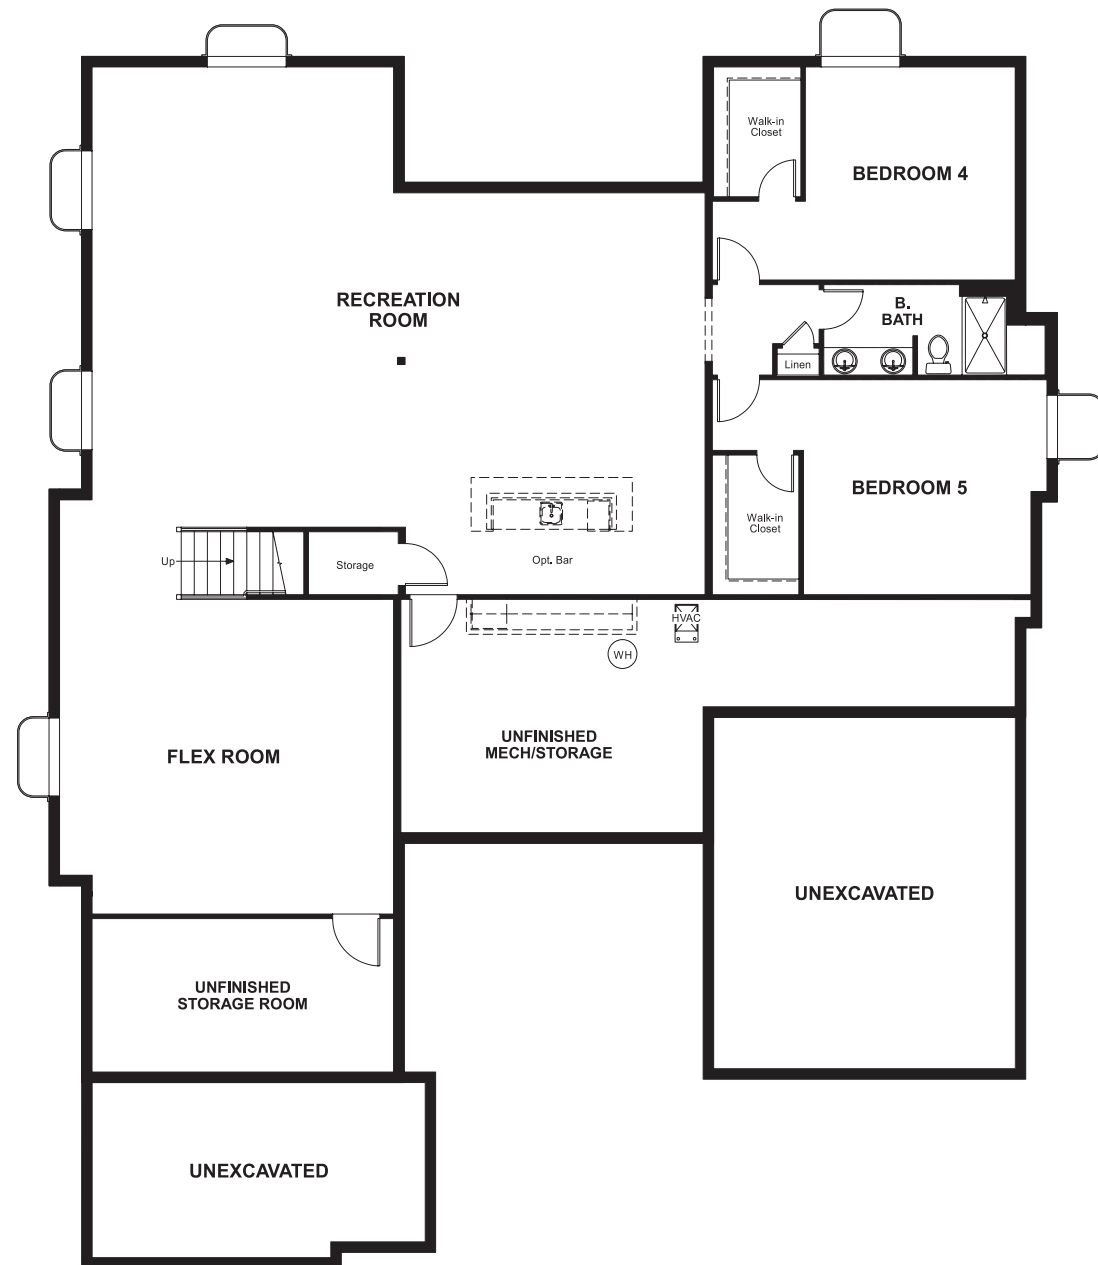 Walk-in
Closet
BEDROOM 4
RECREATION
ROOM
B.
BATH
Linen
BEDROOM 5
Walk-in
Closet
Up
Storage
Opt. Bar
HVAC
WH
UNFINISHED
MECH/STORAGE
FLEX ROOM
UNEXCAVATED
UNFINISHED
STORAGE ROOM
UNEXCAVATED